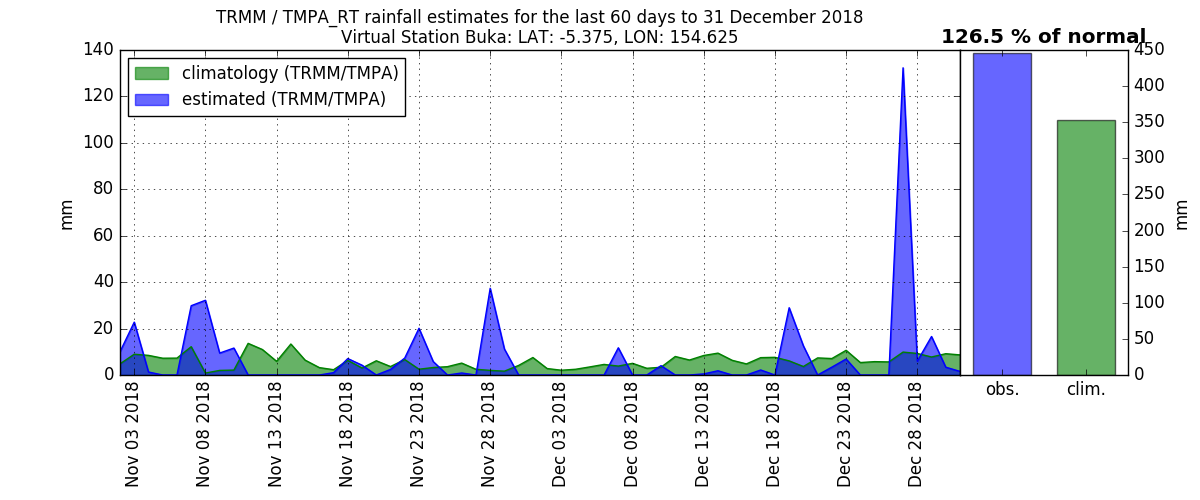 TRMM / TMPA_RT rainfall estimates for the last 60 days to 31 December 2018
Virtual Station Buka: LAT: -5.375, LON: 154.625
126.5 % of normal
climatology (TRMM/TMPA)
estimated (TRMM/TMPA)
mm
140
120
100
80
60
40
20
0
450
400
350
300
250
200
150
100
50
0
mm
Nov 03 2018
Nov 08 2018
Nov 13 2018
Nov 18 2018
Nov 23 2018
Nov 28 2018
Dec 03 2018
Dec 08 2018
Dec 13 2018
Dec 18 2018
Dec 23 2018
Dec 28 2018
obs.
clim.